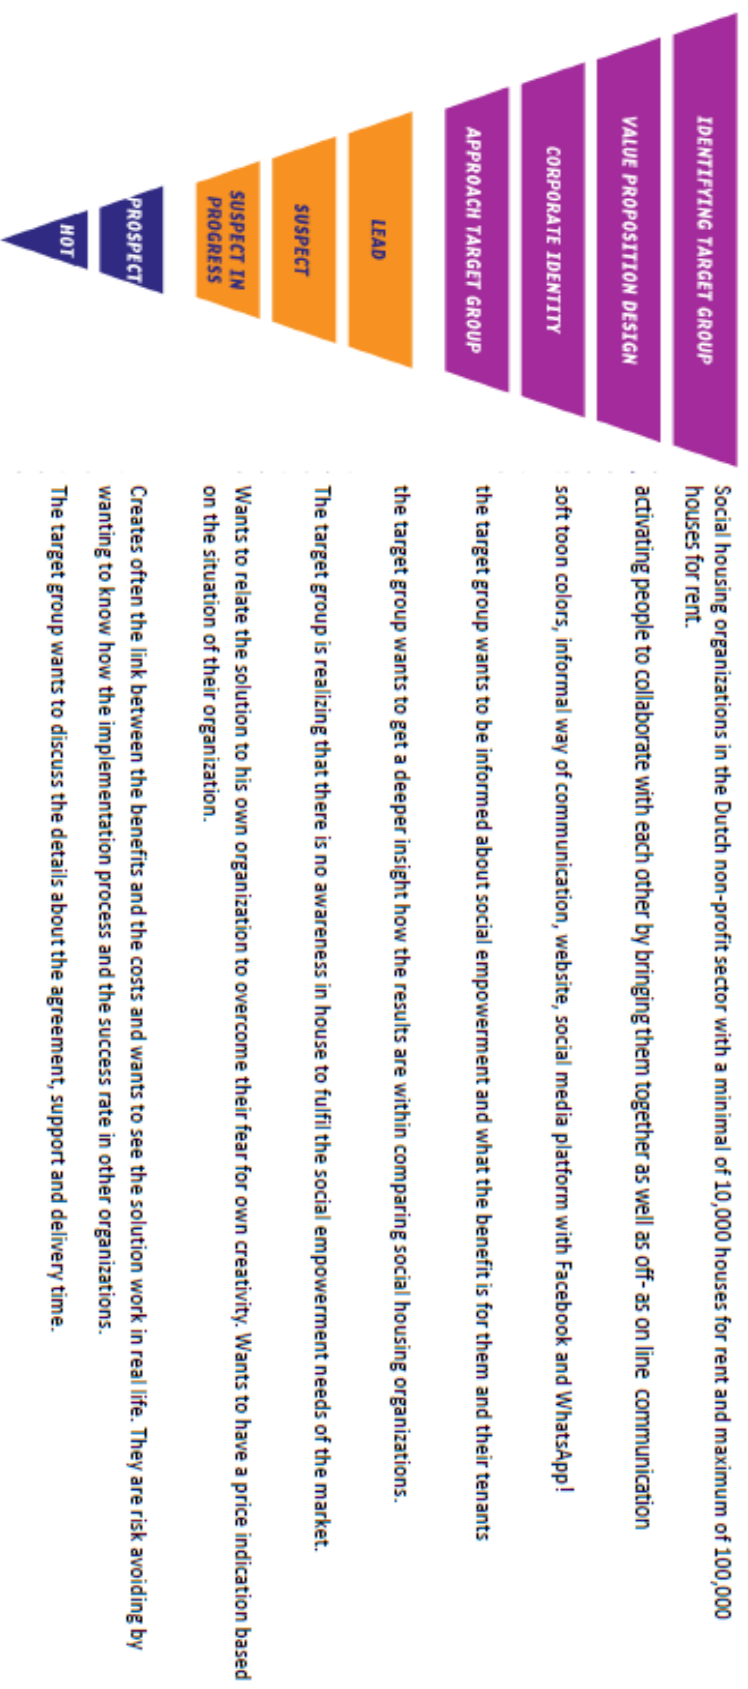 IDENTIFYING TARGET GROUP
Social housing organizations in the Dutch non-profit sector with a minimal of 10,000 houses for rent and maximum of 100,000
houses for rent.
VALUE PROPOSITION DESIGN
activating people to collaborate with each other by bringing them together as well as off- as on line communication
CORPORATE IDENTITY
soft toon colors, informal way of communication, website, social media platform with Facebook and WhatsApp!
APPROACH TARGET GROUP
the target group wants to be informed about social empowerment and what the benefit is for them and their tenants
LEAD
the target group wants to get a deeper insight how the results are within comparing social housing organizations.
SUSPECT
The target group is realizing that there is no awareness in house to fulfil the social empowerment needs of the market.
SUSPECT IN
PROGRESS
Wants to relate the solution to his own organization to overcome their fear for own creativity. Wants to have a price indication based
on the situation of their organization.
PROSPECT
Creates often the link between the benefits and the costs and wants to see the solution work in real life. They are risk avoiding by
wanting to know how the implementation process and the success rate in other organizations.
HOT
The target group wants to discuss the details about the agreement, support and delivery time.